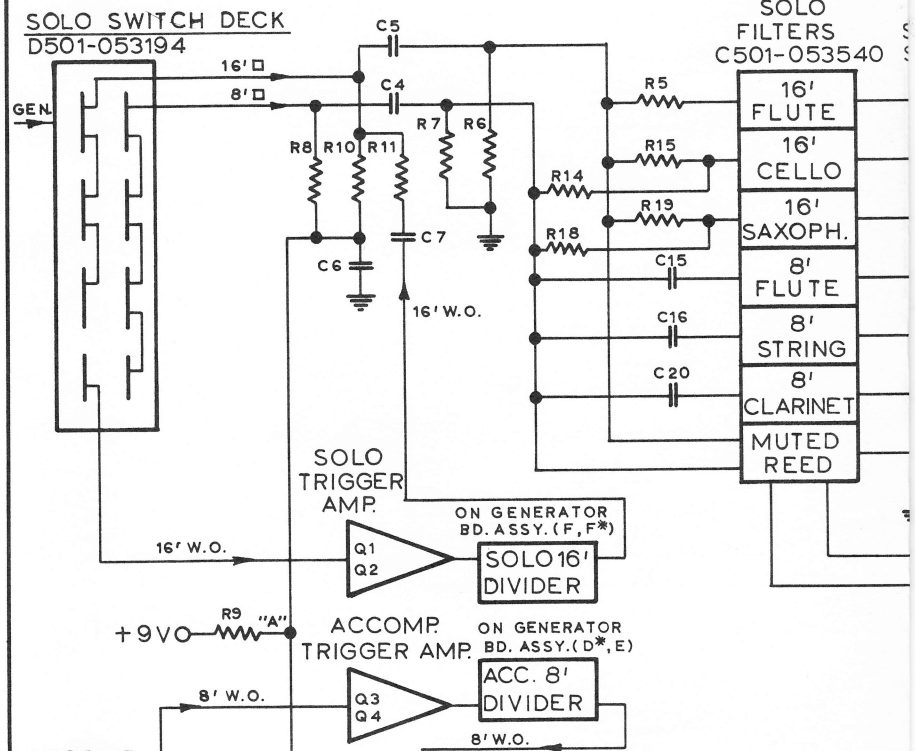 SOLO SWITCH DECK
D501-053194
GEN.
16' □
8' □
C5
C4
R7
R6
R8
R10
R11
C7
C6
16' W.O.
SOLO
FILTERS
C501-053540
R5
R15
R14
R19
R18
C15
C16
C20
16'
FLUTE
16'
CELLO
16'
SAXOPH.
8'
FLUTE
8'
STRING
8'
CLARINET
MUTED
REED
SOLO
TRIGGER
AMP.
16' W.O.
Q1
Q2
ON GENERATOR
BD. ASSY. (F, F*)
SOLO 16'
DIVIDER
+9V
R9
"A"
ACCOMP.
TRIGGER AMP.
8' W.O.
Q3
Q4
ON GENERATOR
BD. ASSY. (D*, E)
ACC. 8'
DIVIDER
8' W.O.